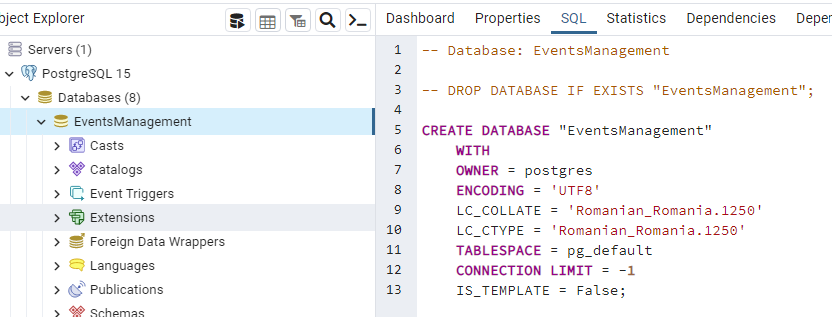 bject Explorer
Dashboard Properties SQL Statistics Dependencies Deper
Servers (1)
PostgreSQL 15
Databases (8)
EventsManagement
Casts
Catalogs
Event Triggers
Extensions
Foreign Data Wrappers
Languages
Publications
Schemas
1 -- Database: EventsManagement
2
3 -- DROP DATABASE IF EXISTS "EventsManagement";
4
5 CREATE DATABASE "EventsManagement"
6 WITH
7 OWNER = postgres
8 ENCODING = 'UTF8'
9 LC_COLLATE = 'Romanian_Romania.1250'
10 LC_CTYPE = 'Romanian_Romania.1250'
11 TABLESPACE = pg_default
12 CONNECTION LIMIT = -1
13 IS_TEMPLATE = False;